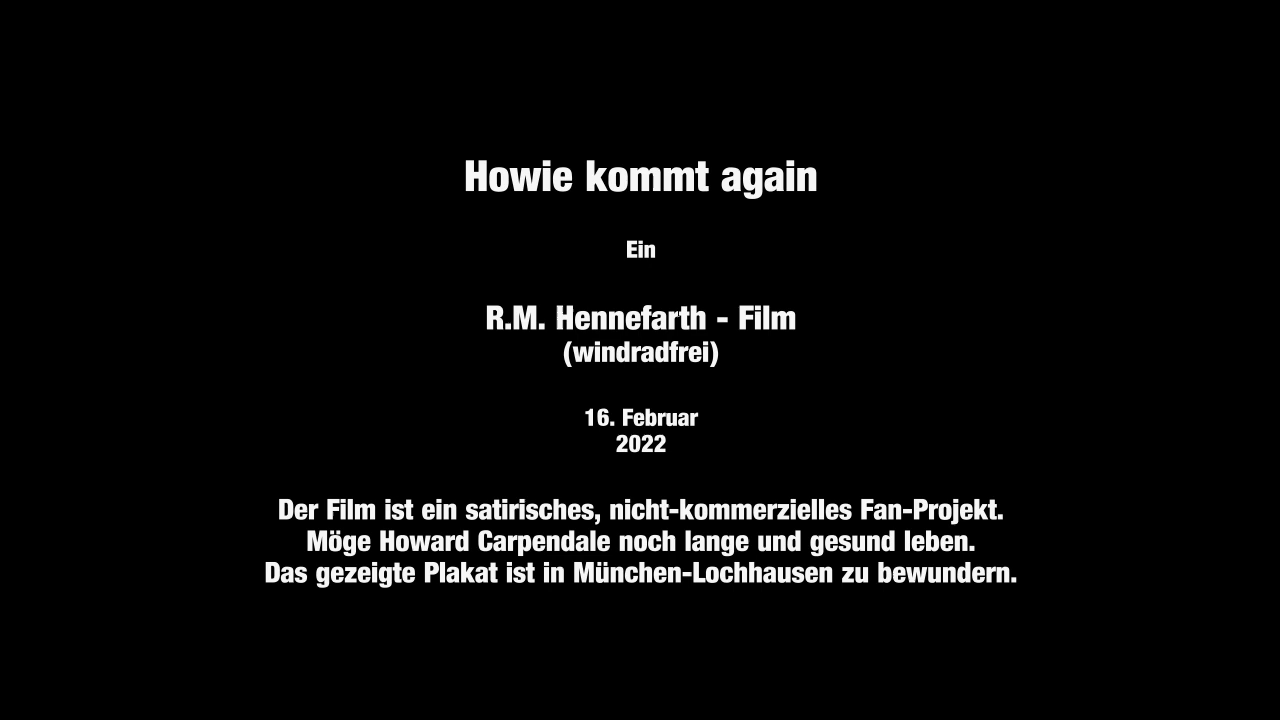 Howie kommt again
Ein
R.M. Hennefarth - Film
(windradfrei)
16. Februar
2022
Der Film ist ein satirisches, nicht-kommerzielles Fan-Projekt.
Möge Howard Carpendale noch lange und gesund leben.
Das gezeigte Plakat ist in München-Lochhausen zu bewundern.